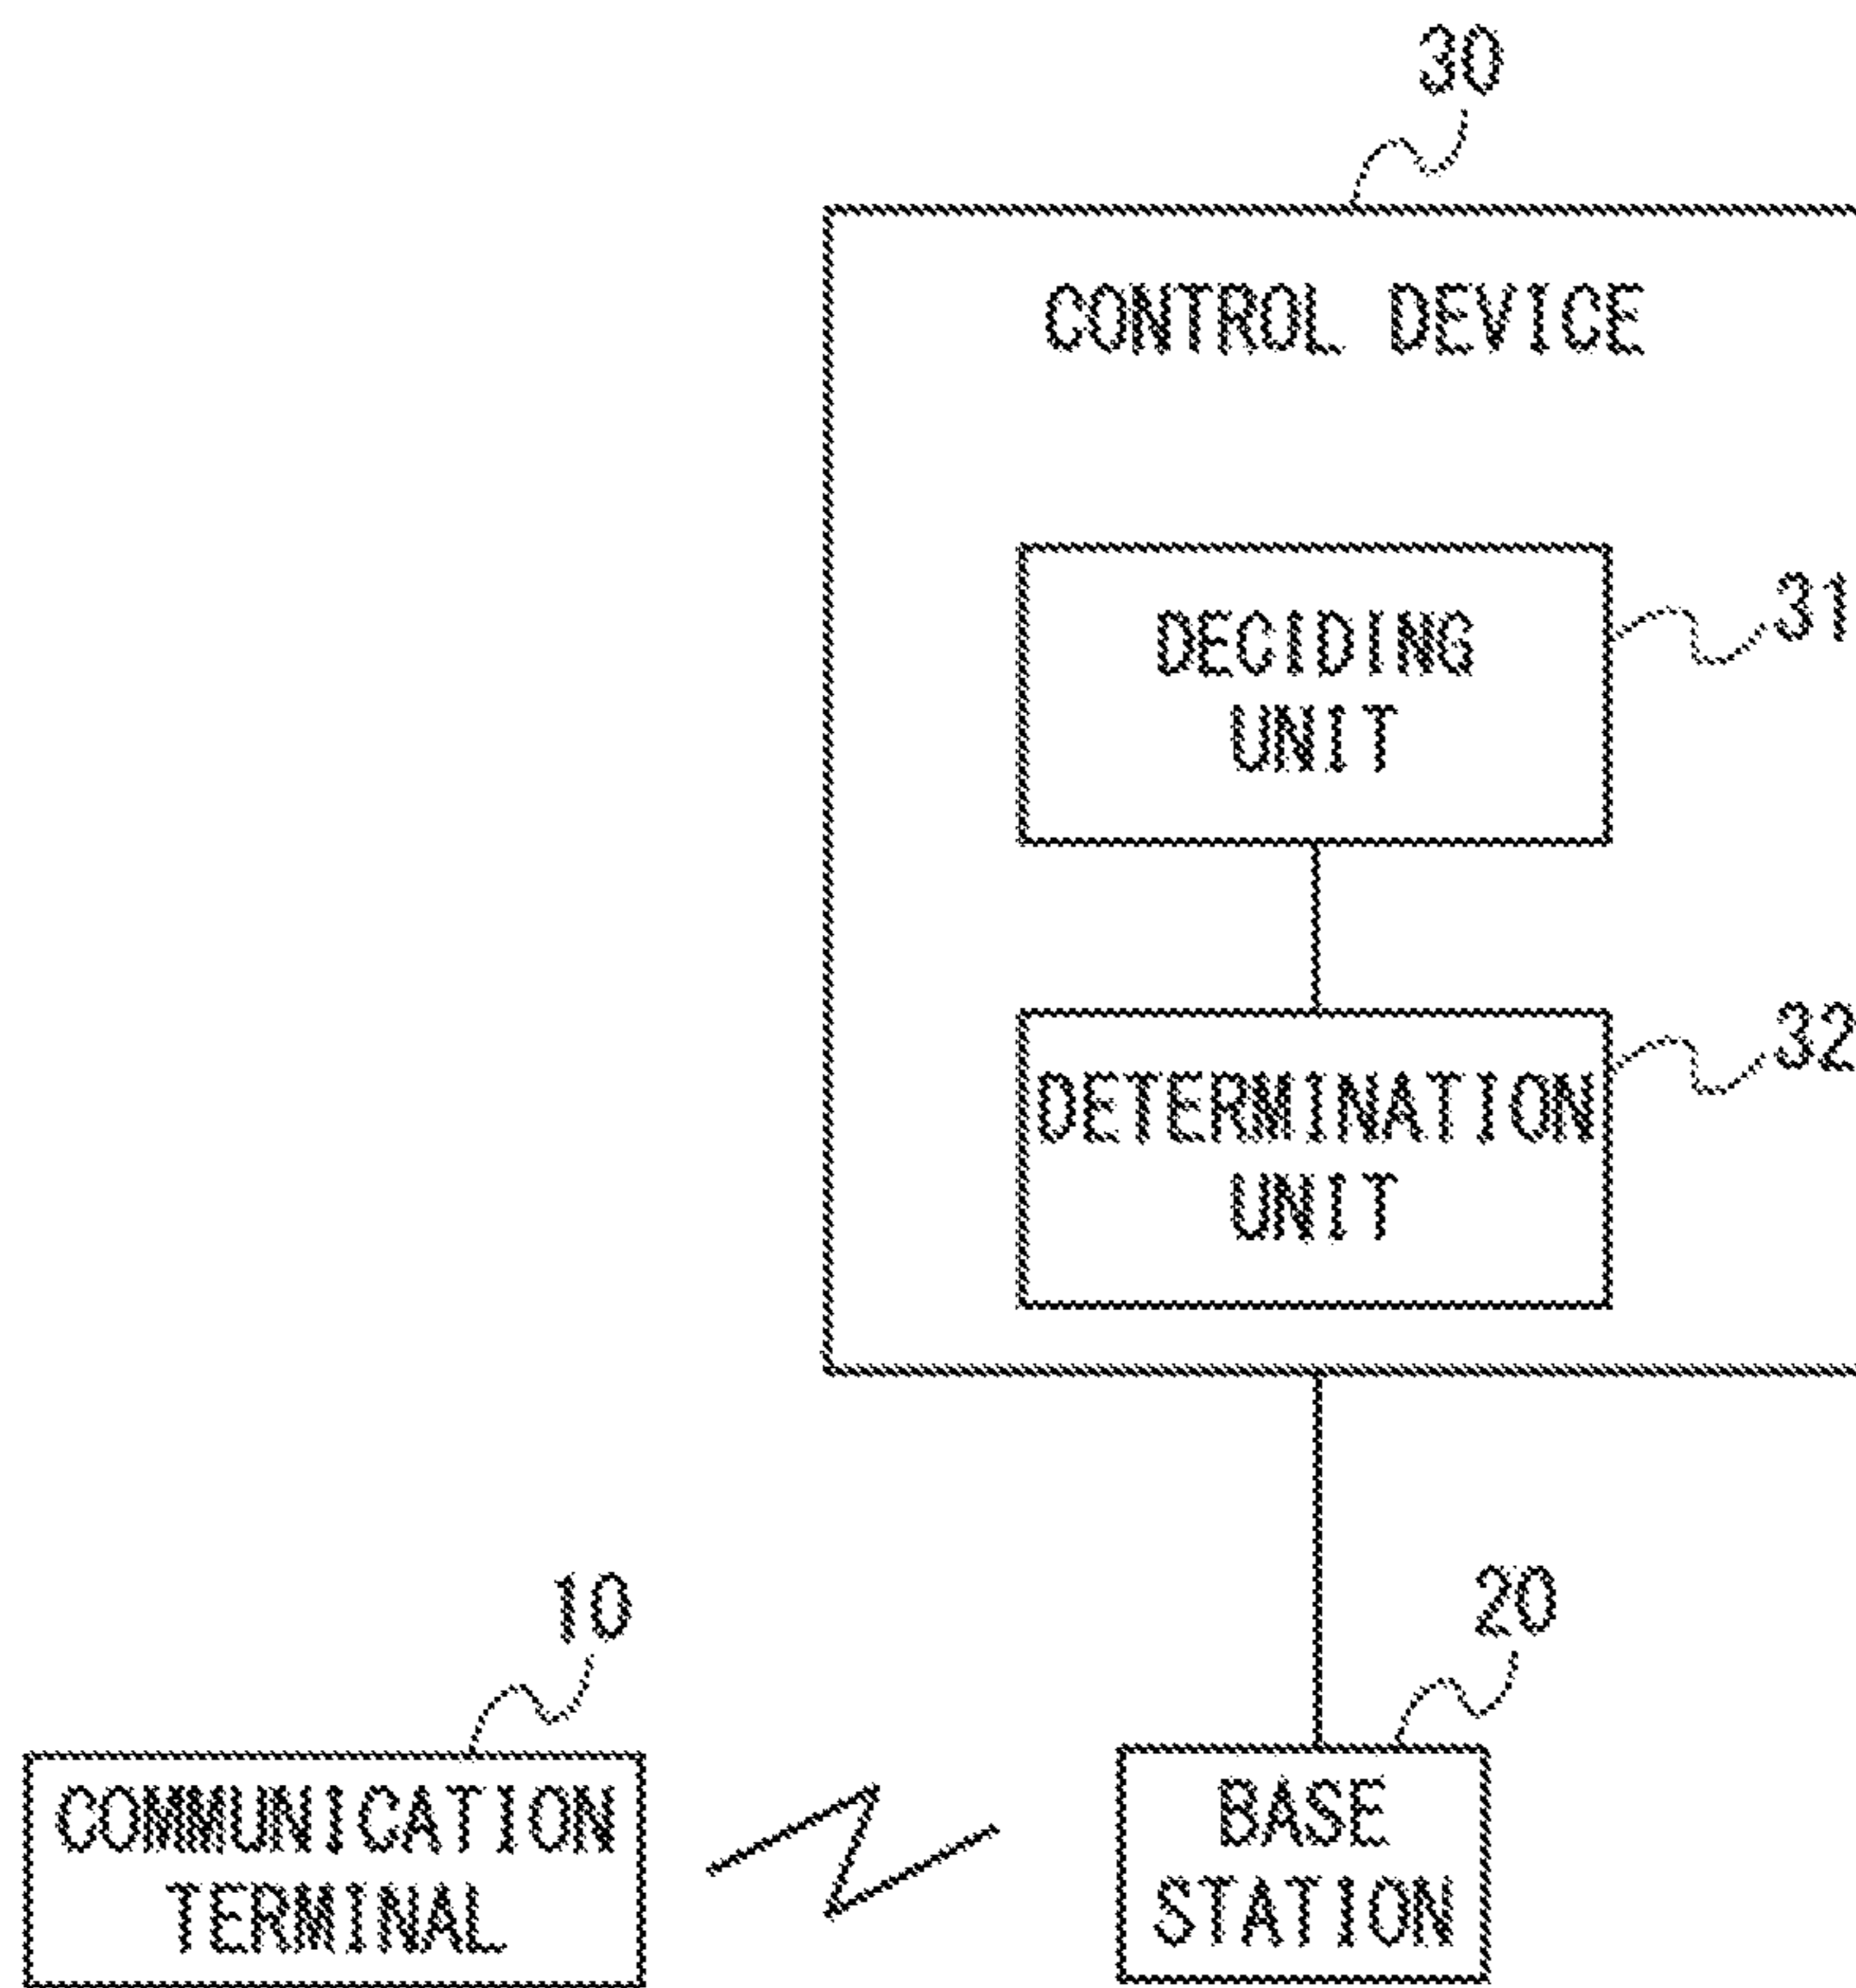 30
CONTROL DEVICE
DECIDING
UNIT
31
DETERMINATION
UNIT
32
10
COMMUNICATION
TERMINAL
20
BASE
STATION